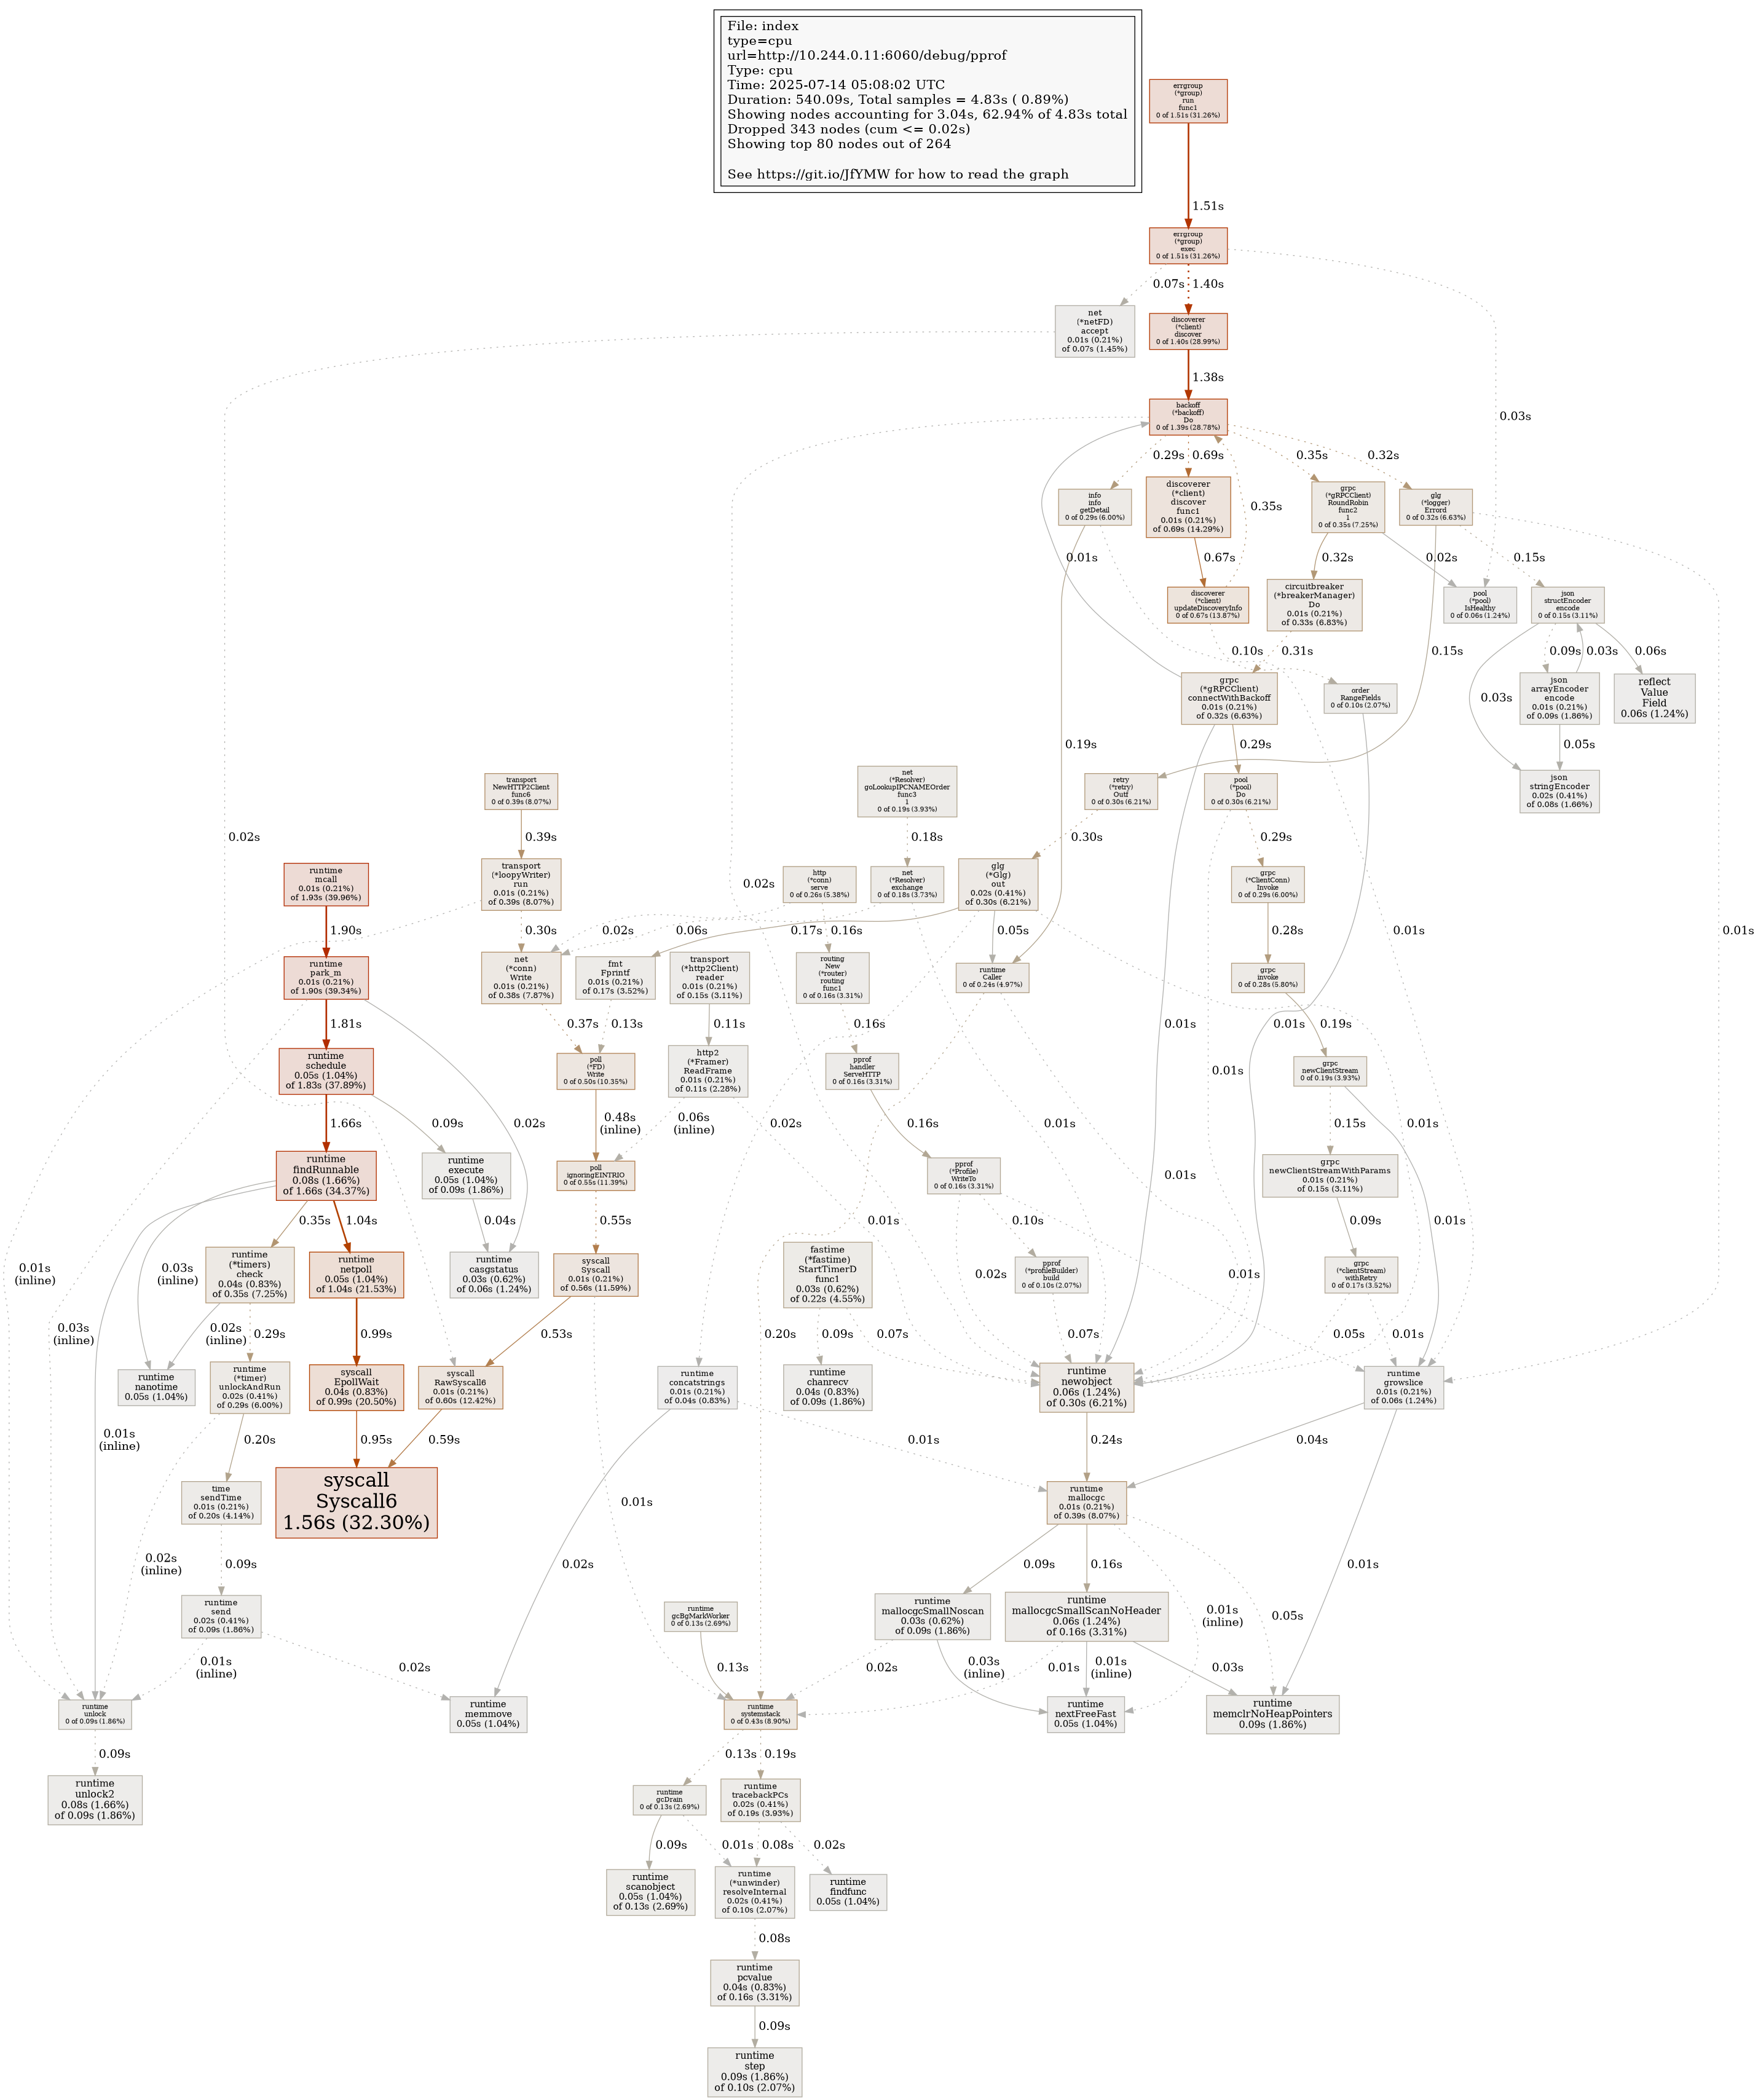 File: index
type=cpu
url=http://10.244.0.11:6060/debug/pprof
Type: cpu
Time: 2025-07-14 05:08:02 UTC
Duration: 540.09s, Total samples = 4.83s ( 0.89%)
Showing nodes accounting for 3.04s, 62.94% of 4.83s total
Dropped 343 nodes (cum <= 0.02s)
Showing top 80 nodes out of 264
See https://git.io/JfYMW for how to read the graph
errgroup
(*group)
run
func1
0 of 1.51s (31.26%)
1.51s
errgroup
(*group)
exec
0 of 1.51s (31.26%)
0.07s
1.40s
0.03s
net
(*netFD)
accept
0.01s (0.21%)
of 0.07s (1.45%)
discoverer
(*client)
discover
0 of 1.40s (28.99%)
1.38s
backoff
(*backoff)
Do
0 of 1.39s (28.78%)
0.29s
0.69s
0.35s
0.32s
info
info
getDetail
0 of 0.29s (6.00%)
discoverer
(*client)
discover
func1
0.01s (0.21%)
of 0.69s (14.29%)
0.35s
grpc
(*gRPCClient)
RoundRobin
func2
1
0 of 0.35s (7.25%)
glg
(*logger)
Errord
0 of 0.32s (6.63%)
0.01s
0.67s
0.32s
0.02s
0.15s
discoverer
(*client)
updateDiscoveryInfo
0 of 0.67s (13.87%)
circuitbreaker
(*breakerManager)
Do
0.01s (0.21%)
of 0.33s (6.83%)
pool
(*pool)
IsHealthy
0 of 0.06s (1.24%)
json
structEncoder
encode
0 of 0.15s (3.11%)
0.10s
0.31s
0.15s
0.09s
0.03s
0.06s
grpc
(*gRPCClient)
connectWithBackoff
0.01s (0.21%)
of 0.32s (6.63%)
order
RangeFields
0 of 0.10s (2.07%)
0.03s
json
arrayEncoder
encode
0.01s (0.21%)
of 0.09s (1.86%)
reflect
Value
Field
0.06s (1.24%)
0.19s
0.29s
0.05s
transport
NewHTTP2Client
func6
0 of 0.39s (8.07%)
net
(*Resolver)
goLookupIPCNAMEOrder
func3
1
0 of 0.19s (3.93%)
retry
(*retry)
Outf
0 of 0.30s (6.21%)
pool
(*pool)
Do
0 of 0.30s (6.21%)
json
stringEncoder
0.02s (0.41%)
of 0.08s (1.66%)
0.02s
0.39s
0.18s
0.30s
0.29s
runtime
mcall
0.01s (0.21%)
of 1.93s (39.96%)
transport
(*loopyWriter)
run
0.01s (0.21%)
of 0.39s (8.07%)
0.02s
http
(*conn)
serve
0 of 0.26s (5.38%)
net
(*Resolver)
exchange
0 of 0.18s (3.73%)
glg
(*Glg)
out
0.02s (0.41%)
of 0.30s (6.21%)
grpc
(*ClientConn)
Invoke
0 of 0.29s (6.00%)
1.90s
0.30s
0.02s
0.06s
0.17s
0.16s
0.05s
0.28s
0.01s
0.01s
runtime
park_m
0.01s (0.21%)
of 1.90s (39.34%)
net
(*conn)
Write
0.01s (0.21%)
of 0.38s (7.87%)
fmt
Fprintf
0.01s (0.21%)
of 0.17s (3.52%)
transport
(*http2Client)
reader
0.01s (0.21%)
of 0.15s (3.11%)
routing
New
(*router)
routing
func1
0 of 0.16s (3.31%)
runtime
Caller
0 of 0.24s (4.97%)
grpc
invoke
0 of 0.28s (5.80%)
1.81s
0.37s
0.13s
0.11s
0.16s
0.01s
0.01s
0.19s
runtime
schedule
0.05s (1.04%)
of 1.83s (37.89%)
poll
(*FD)
Write
0 of 0.50s (10.35%)
http2
(*Framer)
ReadFrame
0.01s (0.21%)
of 0.11s (2.28%)
pprof
handler
ServeHTTP
0 of 0.16s (3.31%)
0.01s
grpc
newClientStream
0 of 0.19s (3.93%)
1.66s
0.09s
0.02s
0.48s
(inline)
0.06s
(inline)
0.02s
0.16s
0.01s
0.15s
0.01s
runtime
findRunnable
0.08s (1.66%)
of 1.66s (34.37%)
runtime
execute
0.05s (1.04%)
of 0.09s (1.86%)
poll
ignoringEINTRIO
0 of 0.55s (11.39%)
pprof
(*Profile)
WriteTo
0 of 0.16s (3.31%)
0.01s
grpc
newClientStreamWithParams
0.01s (0.21%)
of 0.15s (3.11%)
0.35s
1.04s
0.04s
0.55s
0.01s
0.10s
0.09s
0.01s
0.01s
(inline)
0.03s
(inline)
runtime
(*timers)
check
0.04s (0.83%)
of 0.35s (7.25%)
runtime
netpoll
0.05s (1.04%)
of 1.04s (21.53%)
runtime
casgstatus
0.03s (0.62%)
of 0.06s (1.24%)
syscall
Syscall
0.01s (0.21%)
of 0.56s (11.59%)
fastime
(*fastime)
StartTimerD
func1
0.03s (0.62%)
of 0.22s (4.55%)
0.02s
pprof
(*profileBuilder)
build
0 of 0.10s (2.07%)
0.01s
grpc
(*clientStream)
withRetry
0 of 0.17s (3.52%)
0.03s
(inline)
0.02s
(inline)
0.29s
0.99s
0.53s
0.20s
0.09s
0.07s
0.07s
0.05s
0.01s
runtime
nanotime
0.05s (1.04%)
runtime
(*timer)
unlockAndRun
0.02s (0.41%)
of 0.29s (6.00%)
syscall
EpollWait
0.04s (0.83%)
of 0.99s (20.50%)
syscall
RawSyscall6
0.01s (0.21%)
of 0.60s (12.42%)
runtime
concatstrings
0.01s (0.21%)
of 0.04s (0.83%)
runtime
chanrecv
0.04s (0.83%)
of 0.09s (1.86%)
runtime
newobject
0.06s (1.24%)
of 0.30s (6.21%)
runtime
growslice
0.01s (0.21%)
of 0.06s (1.24%)
0.01s
(inline)
0.20s
0.95s
0.59s
0.01s
0.24s
0.04s
time
sendTime
0.01s (0.21%)
of 0.20s (4.14%)
syscall
Syscall6
1.56s (32.30%)
0.01s
runtime
mallocgc
0.01s (0.21%)
of 0.39s (8.07%)
0.02s
(inline)
0.09s
0.02s
0.09s
0.16s
0.01s
runtime
send
0.02s (0.41%)
of 0.09s (1.86%)
runtime
gcBgMarkWorker
0 of 0.13s (2.69%)
runtime
mallocgcSmallNoscan
0.03s (0.62%)
of 0.09s (1.86%)
runtime
mallocgcSmallScanNoHeader
0.06s (1.24%)
of 0.16s (3.31%)
0.01s
(inline)
0.05s
0.01s
(inline)
0.02s
0.13s
0.02s
0.03s
(inline)
0.01s
0.01s
(inline)
0.03s
runtime
unlock
0 of 0.09s (1.86%)
runtime
memmove
0.05s (1.04%)
runtime
systemstack
0 of 0.43s (8.90%)
runtime
nextFreeFast
0.05s (1.04%)
runtime
memclrNoHeapPointers
0.09s (1.86%)
0.09s
0.13s
0.19s
runtime
unlock2
0.08s (1.66%)
of 0.09s (1.86%)
runtime
gcDrain
0 of 0.13s (2.69%)
runtime
tracebackPCs
0.02s (0.41%)
of 0.19s (3.93%)
0.09s
0.01s
0.08s
0.02s
runtime
scanobject
0.05s (1.04%)
of 0.13s (2.69%)
runtime
(*unwinder)
resolveInternal
0.02s (0.41%)
of 0.10s (2.07%)
runtime
findfunc
0.05s (1.04%)
0.08s
runtime
pcvalue
0.04s (0.83%)
of 0.16s (3.31%)
0.09s
runtime
step
0.09s (1.86%)
of 0.10s (2.07%)